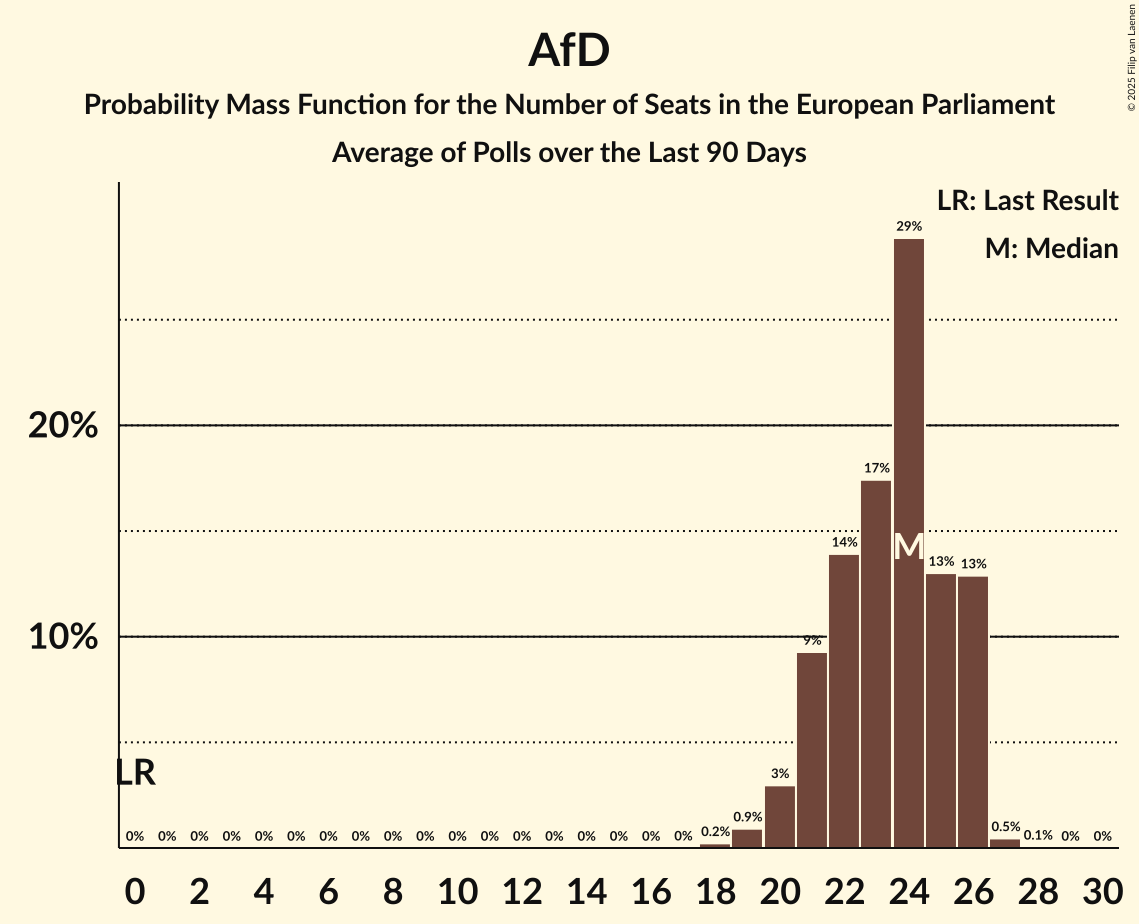 AfD
Probability Mass Function for the Number of Seats in the European Parliament
Average of Polls over the Last 90 Days
© 2025 Filip van Laenen
LR: Last Result
M: Median
20%
10%
LR
M
0% 0% 0% 0% 0% 0% 0% 0% 0% 0% 0% 0% 0% 0% 0% 0% 0% 0% 0.2% 0.9% 3% 9% 14% 17% 29% 13% 13% 0.5% 0.1% 0% 0%
0 2 4 6 8 10 12 14 16 18 20 22 24 26 28 30